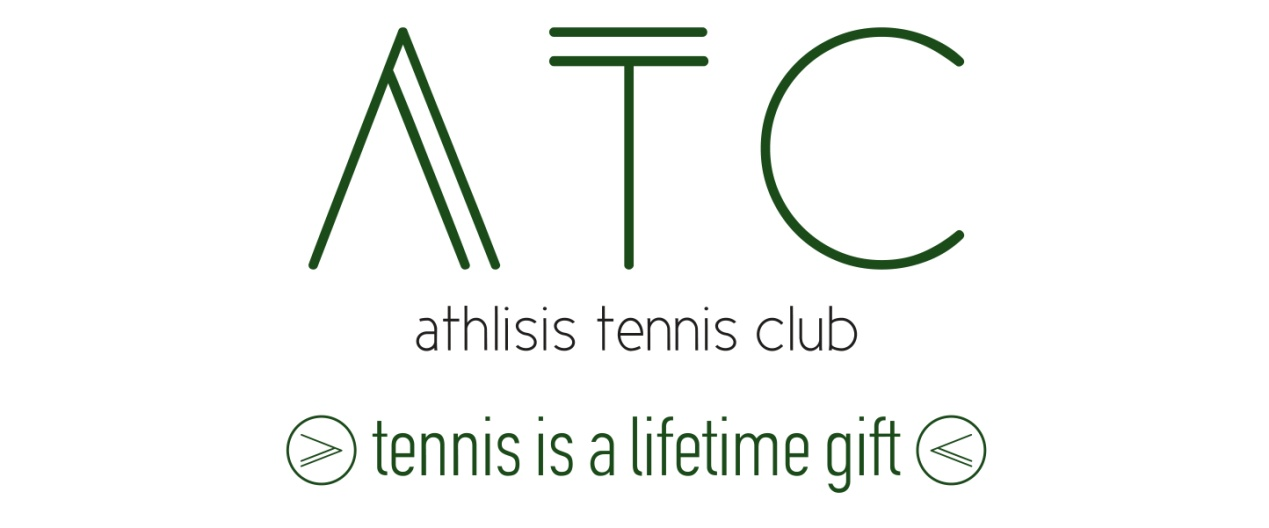 ATC
athlisis tennis club
tennis is a lifetime gift